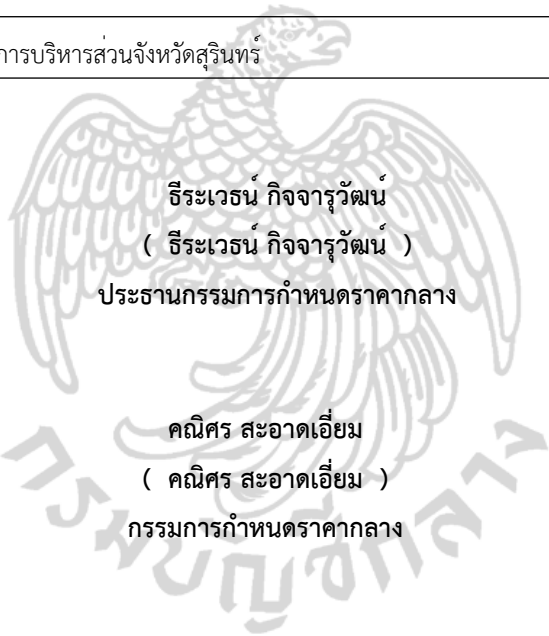 การบริหารส่วนจังหวัดสุรินทร์
ธีระเวธน์ กิจจารุวัฒน์
( ธีระเวธน์ กิจจารุวัฒน์ )
ประธานกรรมการกำหนดราคากลาง
คณิศร สะอาดเอี่ยม
( คณิศร สะอาดเอี่ยม )
กรรมการกำหนดราคากลาง
กรมบัญชีกลาง